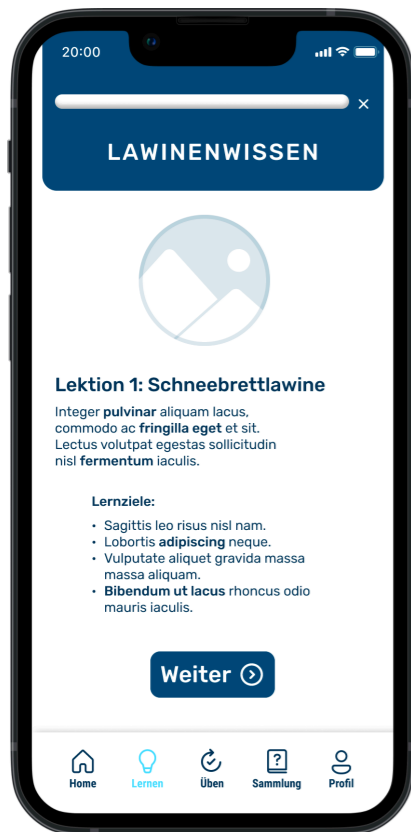 20:00
LAWINENWISSEN
Lektion 1: Schneebrettlawine
Integer pulvinar aliquam lacus,
commodo ac fringilla eget et sit.
Lectus volutpat egestas sollicitudin
nisl fermentum iaculis.
Lernziele:
• Sagittis leo risus nisl nam.
• Lobortis adipiscing neque.
• Vulputate aliquet gravida massa
massa aliquam.
• Bibendum ut lacus rhoncus odio
mauris iaculis.
Weiter
Home Lernen Üben Sammlung Profil